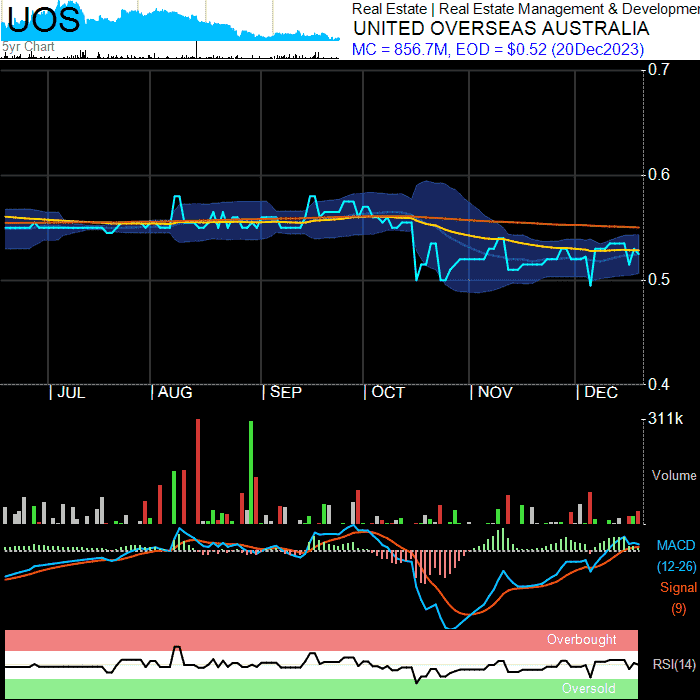 UOS
5yr Chart
Real Estate | Real Estate Management & Developmen
UNITED OVERSEAS AUSTRALIA
MC = 856.7M, EOD = $0.52 (20Dec2023)
0.7
0.6
0.5
0.4
JUL
AUG
SEP
OCT
NOV
DEC
311k
Volume
MACD
(12-26)
Signal
(9)
Overbought
RSI(14)
Oversold